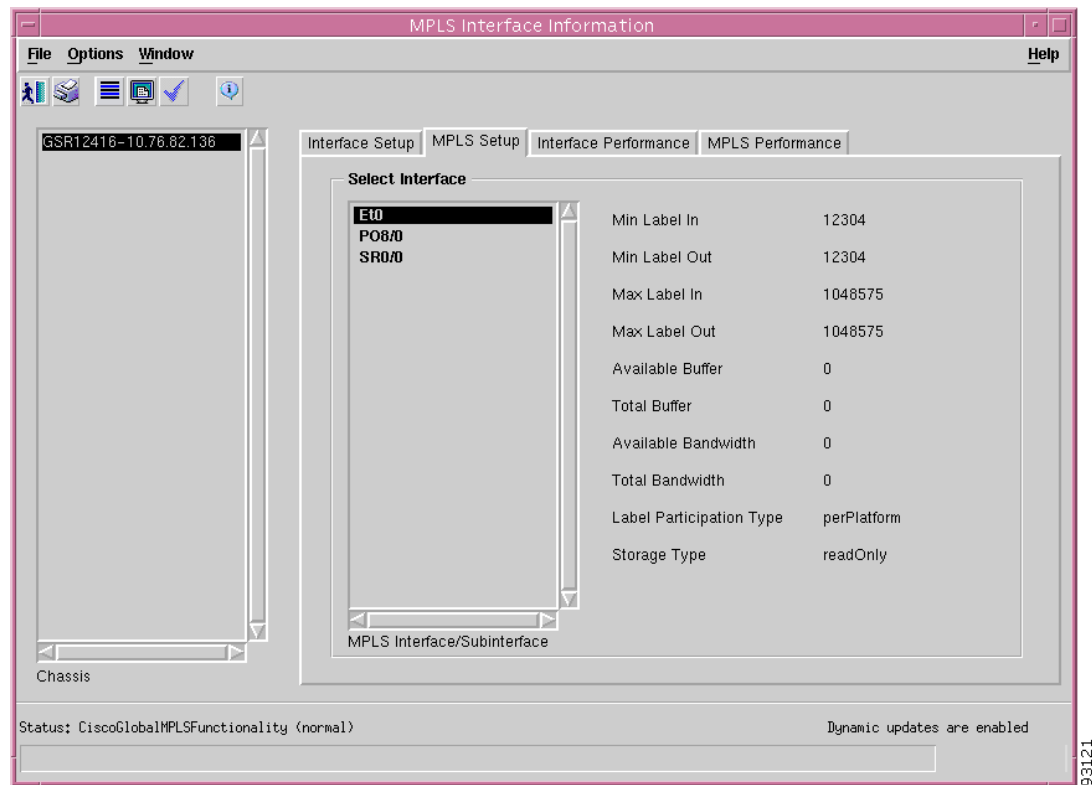 MPLS Interface Information
File Options Window Help
GSR12416-10.76.82.136
Interface Setup MPLS Setup Interface Performance MPLS Performance
Select Interface
Et0
PO8/0
SR0/0
Min Label In 12304
Min Label Out 12304
Max Label In 1048575
Max Label Out 1048575
Available Buffer 0
Total Buffer 0
Available Bandwidth 0
Total Bandwidth 0
Label Participation Type perPlatform
Storage Type readOnly
MPLS Interface/Subinterface
Chassis
Status: CiscoGlobalMPLSFunctionality (normal) Dynamic updates are enabled
93121